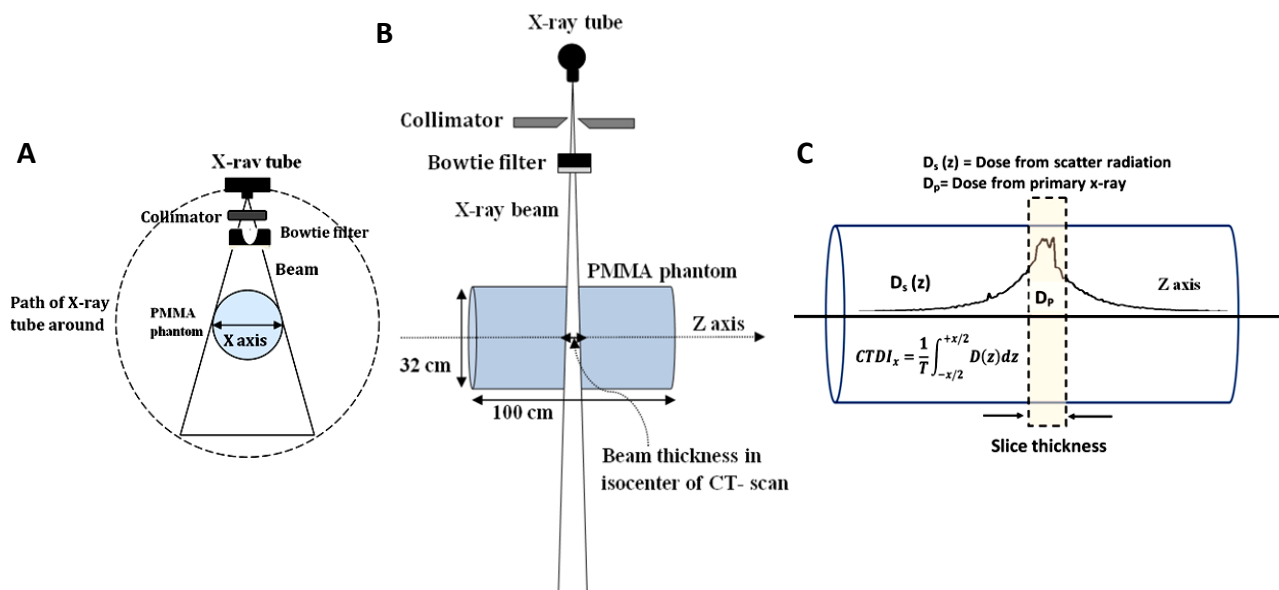 A
X-ray tube
Collimator
Bowtie filter
Beam
Path of X-ray
tube around
PMMA
phantom
X axis
B
X-ray tube
Collimator
Bowtie filter
X-ray beam
PMMA phantom
Z axis
32 cm
100 cm
Beam thickness in
isocenter of CT- scan
C
D_S (z) = Dose from scatter radiation
D_P= Dose from primary x-ray
D_S (z)
D_P
Z axis
CTDI_x = \frac{1}{T} \int_{-x/2}^{+x/2} D(z)dz
Slice thickness